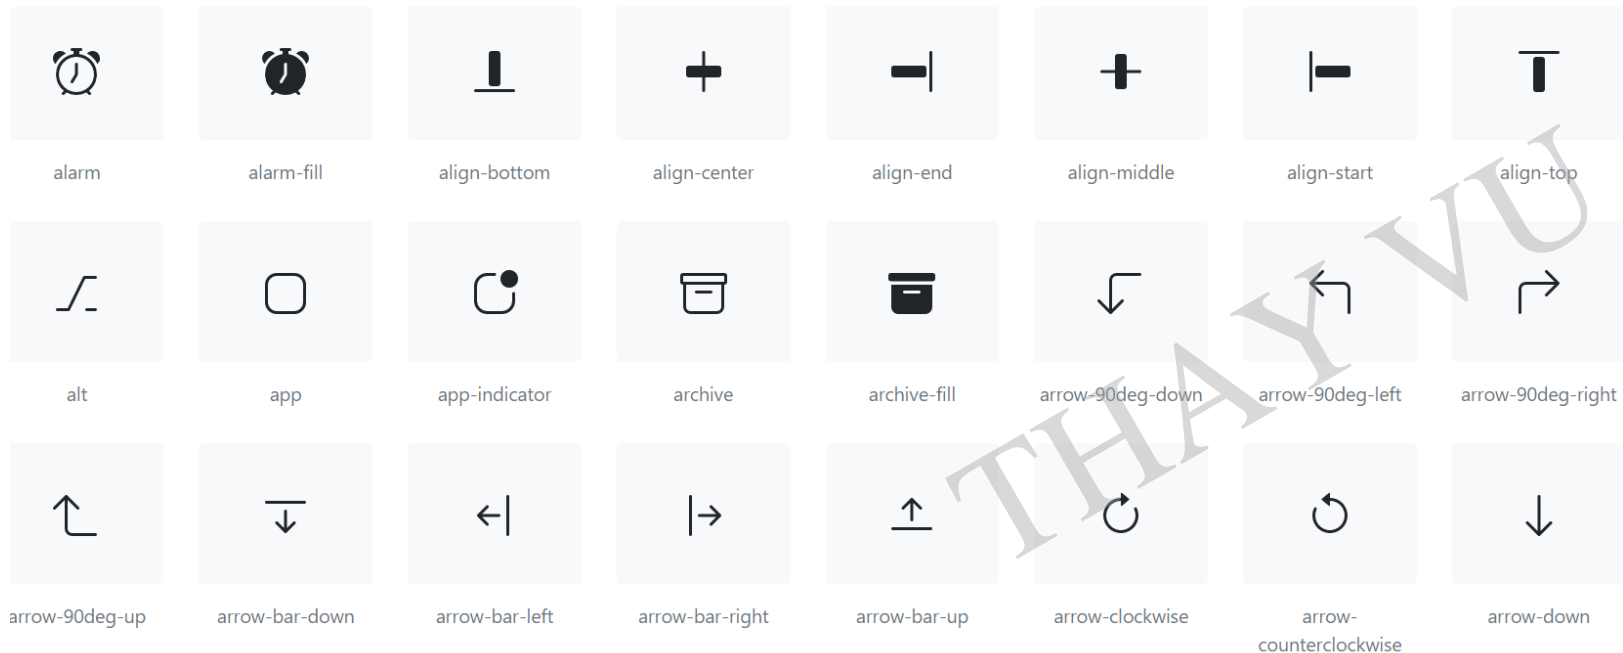 alarm
alarm-fill
align-bottom
align-center
align-end
align-middle
align-start
align-top
alt
app
app-indicator
archive
archive-fill
arrow-90deg-down
arrow-90deg-left
arrow-90deg-right
arrow-90deg-up
arrow-bar-down
arrow-bar-left
arrow-bar-right
arrow-bar-up
arrow-clockwise
arrow-
counterclockwise
arrow-down
THAY VU